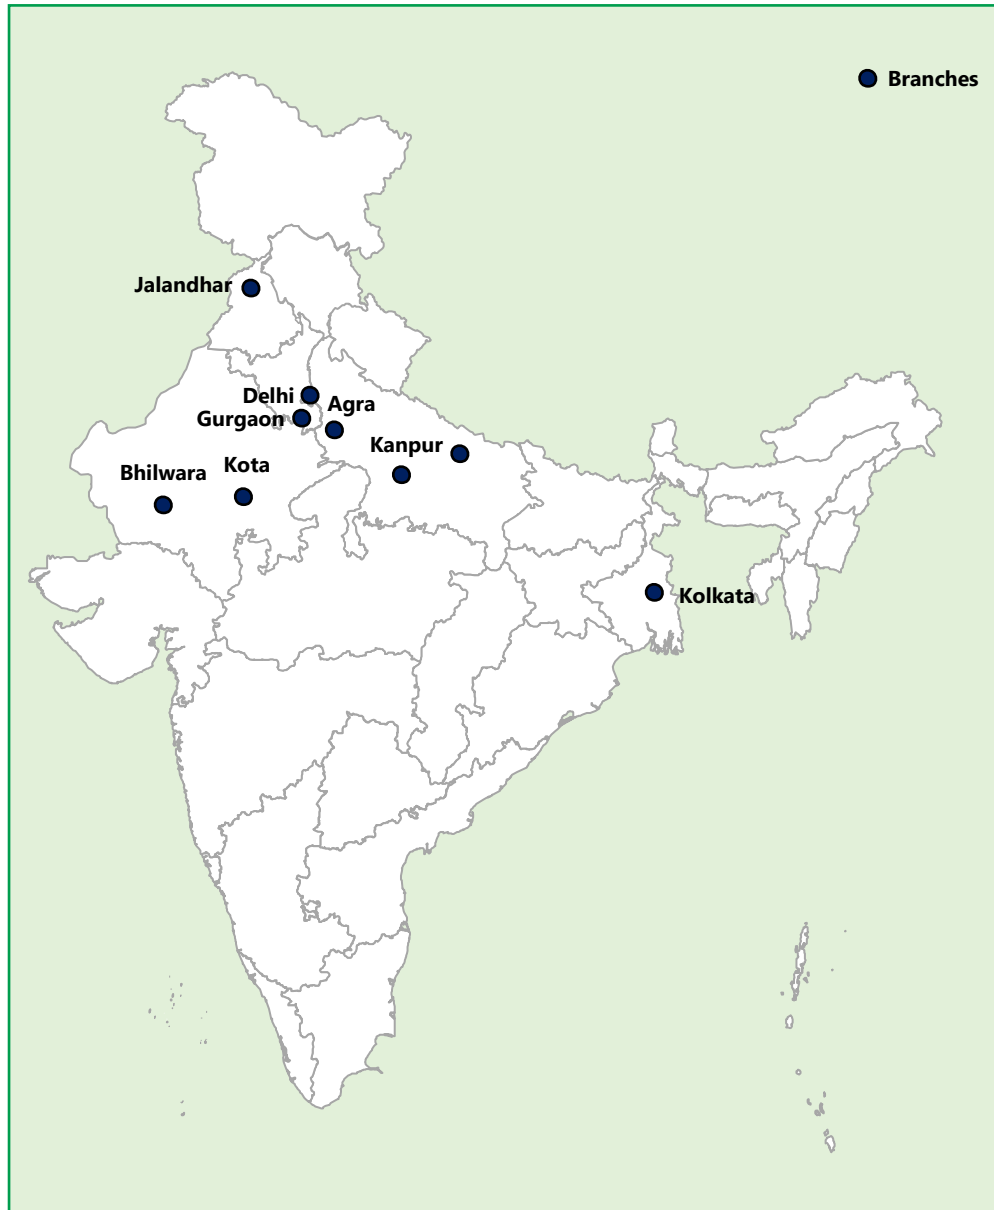 Branches
Jalandhar
Delhi
Agra
Gurgaon
Kanpur
Kota
Bhilwara
Kolkata